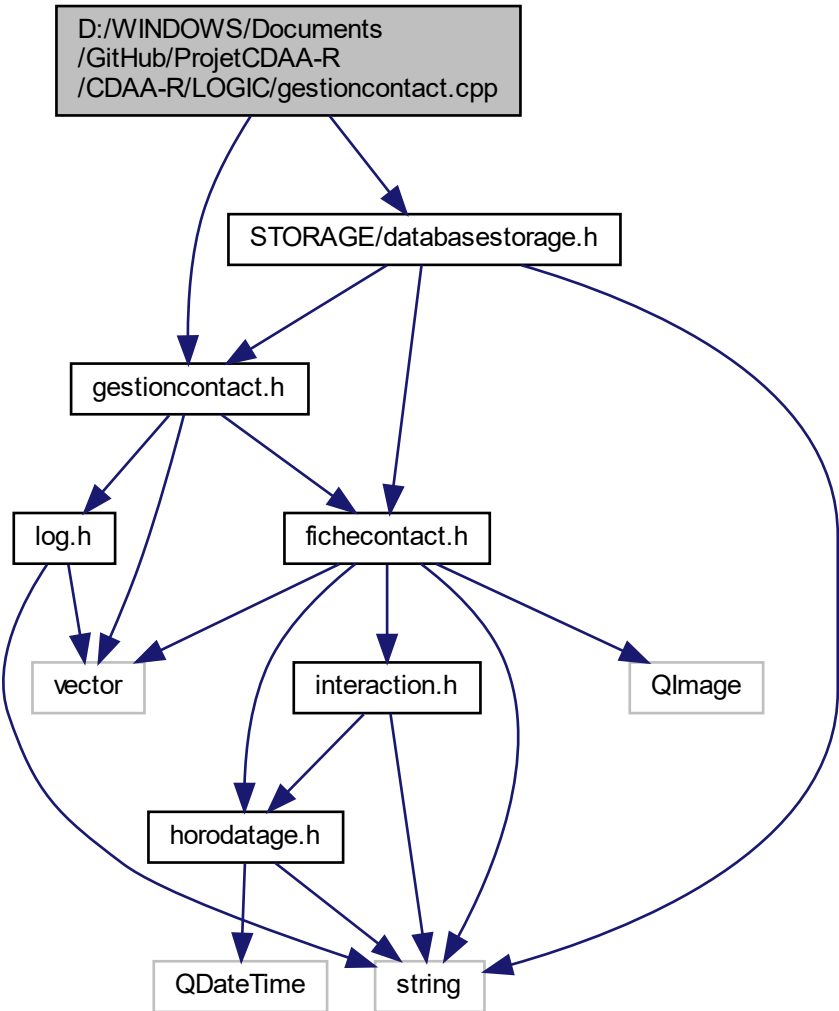 D:/WINDOWS/Documents
/GitHub/ProjetCDAA-R
/CDAA-R/LOGIC/gestioncontact.cpp
STORAGE/databasestorage.h
gestioncontact.h
log.h
fichecontact.h
vector
interaction.h
QImage
horodatage.h
QDateTime
string